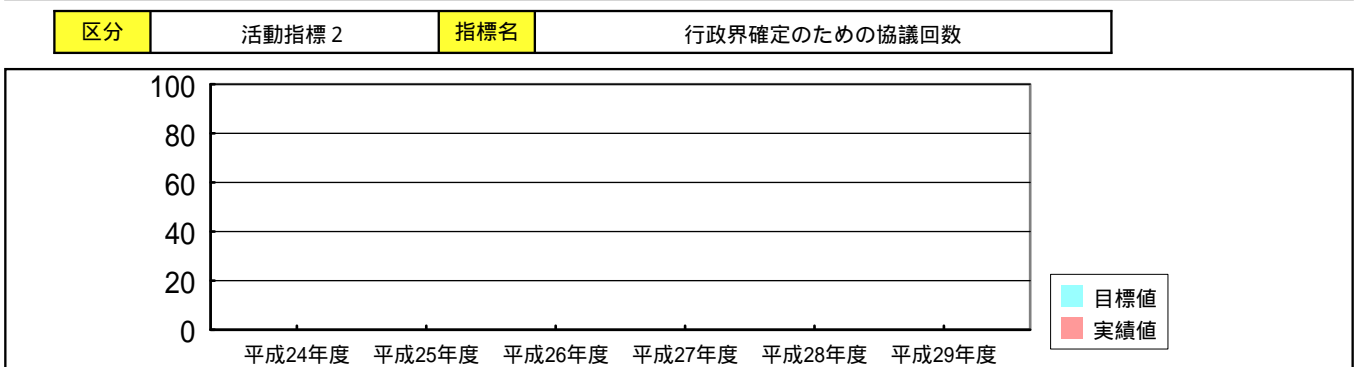 区分 活動指標2 指標名 行政界確定のための協議回数
100
80
60
40
20
0
平成24年度 平成25年度 平成26年度 平成27年度 平成28年度 平成29年度
目標値
実績値